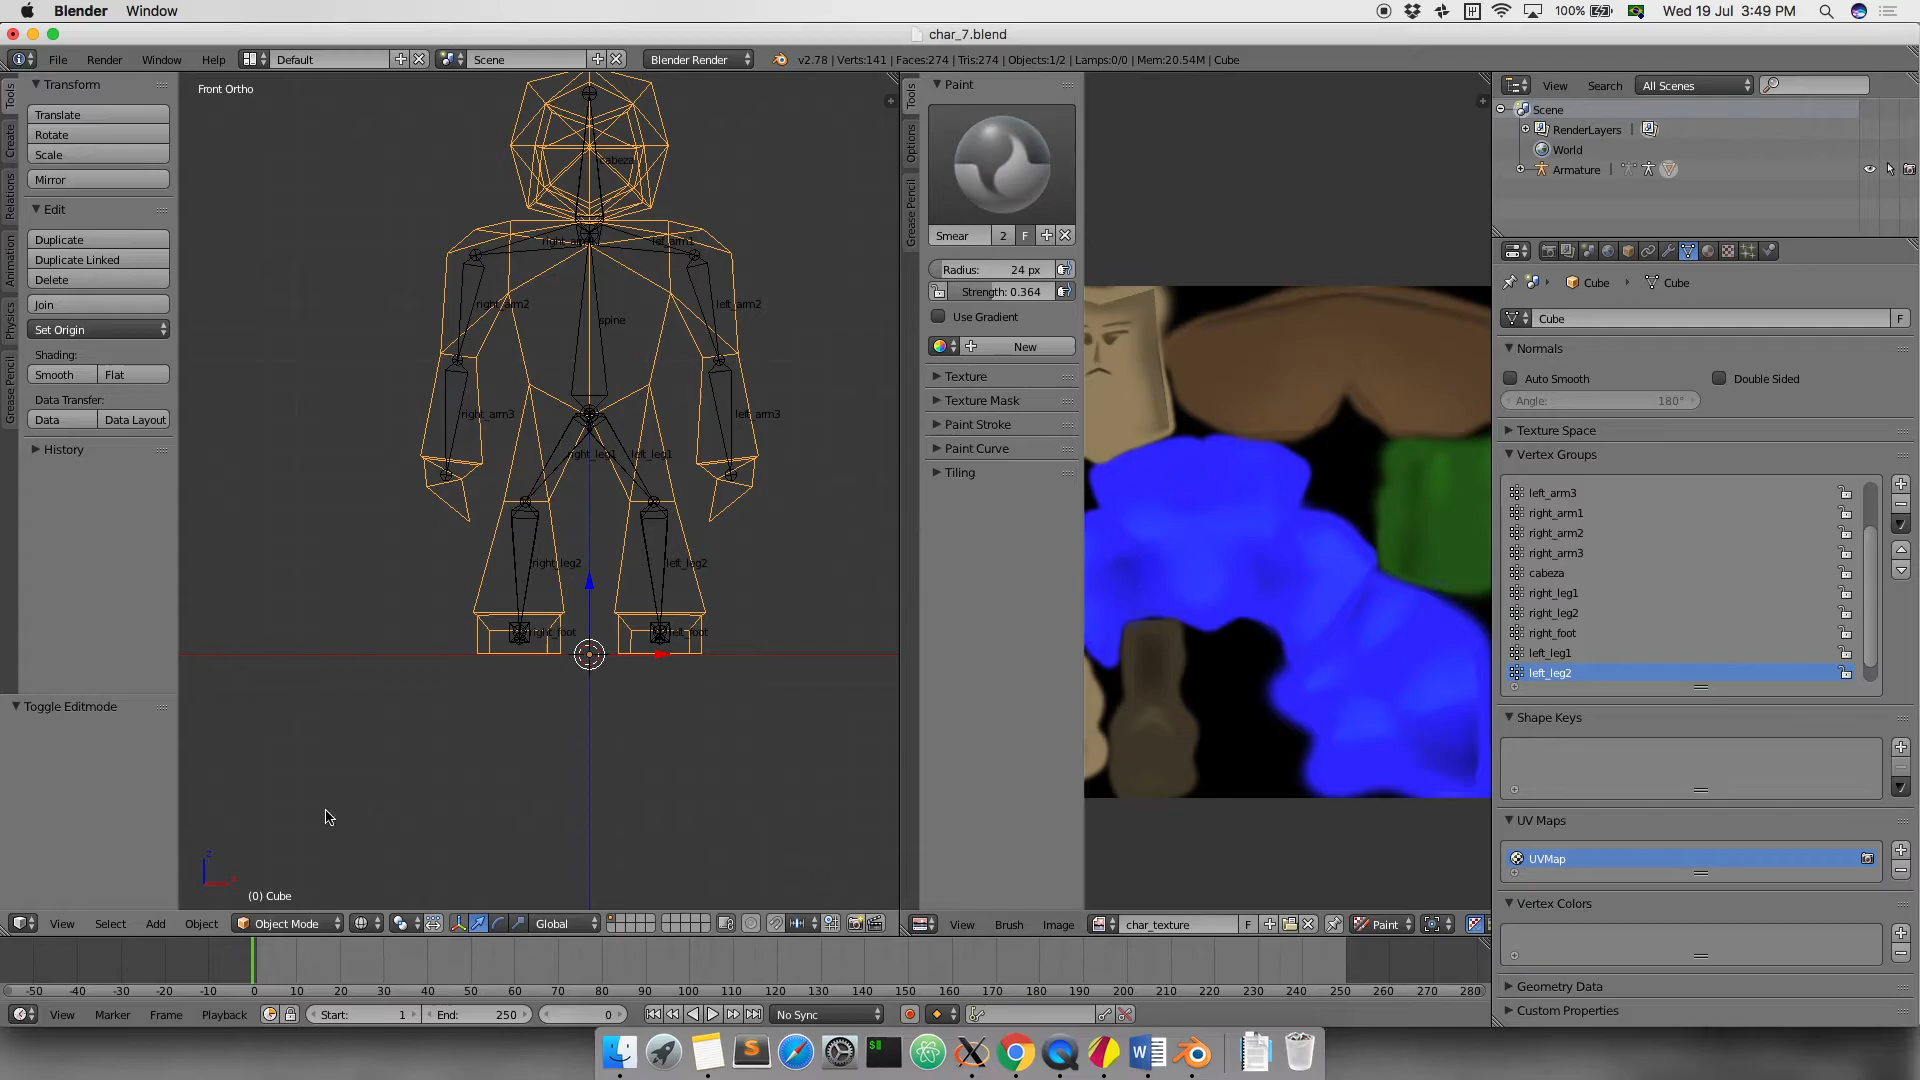 Blender Window
100% Wed 19 Jul 3:49 PM
char_7.blend
File Render Window Help Default Scene Blender Render v2.78 | Verts:141 | Faces:274 | Tris:274 | Objects:1/2 | Lamps:0/0 | Mem:20.54M | Cube
Tools
Create
Relations
Animation
Physics
Grease Pencil
Transform
Translate
Rotate
Scale
Mirror
Edit
Duplicate
Duplicate Linked
Delete
Join
Set Origin
Shading:
Smooth Flat
Data Transfer:
Data Data Layout
History
Toggle Editmode
Front Ortho
cabeza
left_arm1
right_arm2 left_arm2
spine
right_arm3 left_arm3
right_leg1 left_leg1
right_leg2 left_leg2
right_foot left_foot
z
x
(0) Cube
View Select Add Object Object Mode Global
Tools
Options
Grease Pencil
Paint
Smear 2 F
Radius: 24 px
Strength: 0.364
Use Gradient
New
Texture
Texture Mask
Paint Stroke
Paint Curve
Tiling
View Brush Image char_texture F Paint
View Search All Scenes
Scene
RenderLayers |
World
Armature |
Cube Cube
Cube F
Normals
Auto Smooth Double Sided
Angle: 180°
Texture Space
Vertex Groups
left_arm3
right_arm1
right_arm2
right_arm3
cabeza
right_leg1
right_leg2
right_foot
left_leg1
left_leg2
Shape Keys
UV Maps
UVMap
Vertex Colors
Geometry Data
Custom Properties
-50 -40 -30 -20 -10 0 10 20 30 40 50 60 70 80 90 100 110 120 130 140 150 160 170 180 190 200 210 220 230 240 250 260 270 280
View Marker Frame Playback Start: 1 End: 250 0 No Sync